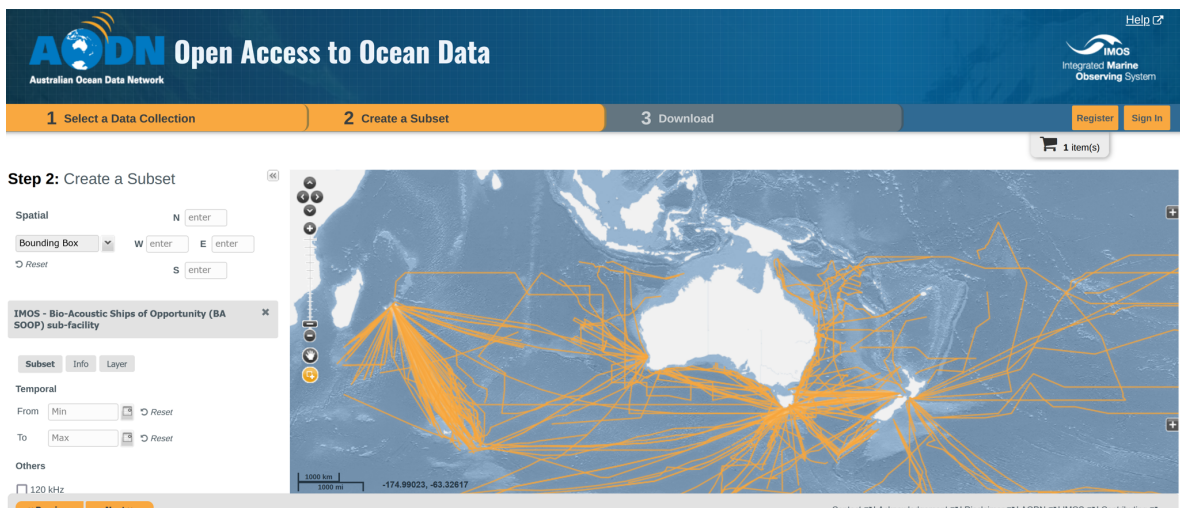 Help
AODN Open Access to Ocean Data
Australian Ocean Data Network
IMOS
Integrated Marine
Observing System
1 Select a Data Collection
2 Create a Subset
3 Download
Register
Sign In
1 item(s)
Step 2: Create a Subset
Spatial
N enter
Bounding Box
W enter E enter
Reset
S enter
IMOS - Bio-Acoustic Ships of Opportunity (BA
SOOP) sub-facility
Subset Info Layer
Temporal
From Min Reset
To Max Reset
Others
120 kHz
1000 km
1000 mi
-174.99023, -63.32617